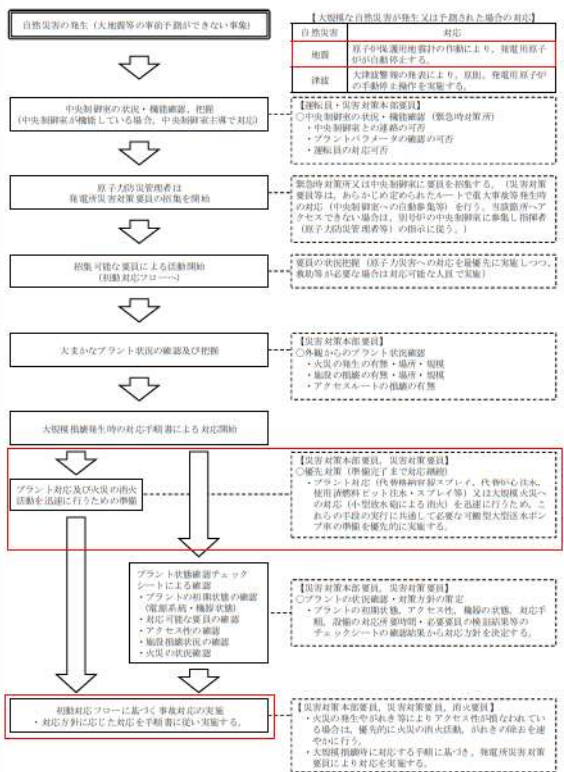 自然災害の発生（大地震等の事前予測ができない事象）
【大規模な自然災害が発生又は予測された場合の対応】
自然災害 対応
地震 原子炉保護用地震計の作動により、発電用原子
炉が自動停止する。
津波 大津波警報の発表により、原則、発電用原子炉
の手動停止操作を実施する。
中央制御室の状況・機能確認、把握
(中央制御室が機能している場合、中央制御室主導で対応)
【運転員・災害対策本部要員】
○中央制御室の状況・機能確認（緊急時対策所）
・中央制御室との連絡の可否
・プラントパラメータの確認の可否
・運転員の対応可否
原子力防災管理者は
発電所災害対策要員の招集を開始
緊急時対策所又は中央制御室に要員を招集する。（災害対策
要員等は、あらかじめ定められたルートで重大事故等発生時
の対応（中央制御室への自動参集等）を行う。当該箇所へア
クセスできない場合は、別号炉の中央制御室に参集し指揮者
（原子力防災管理者等）の指示に従う。）
招集可能な要員による活動開始
(初動対応フローへ)
要員の状況把握（原子力災害への対応を最優先に実施しつつ、
救助等が必要な場合は対応可能な人員で実施）
大まかなプラント状況の確認及び把握
【災害対策本部要員】
○外観からのプラント状況確認
・火災の発生の有無・場所・規模
・施設の損壊の有無・場所・規模
・アクセスルートの損壊の有無
大規模損壊発生時の対応手順書による対応開始
プラント対応及び火災の消火
活動を迅速に行うための準備
【災害対策本部要員、災害対策要員】
○優先対策（準備完了まで対応継続）
・プラント対応（代替格納容器スプレイ、代替炉心注水、
使用済燃料ピット注水・スプレイ等）又は大規模火災へ
の対応（小型放水砲による消火）を迅速に行うため、こ
れらの手段の実行に共通して必要な可搬型大型送水ポン
プ車の準備を優先的に実施する。
プラント状態確認チェック
シートによる確認
・プラントの初期状態の確認
(電源系統・機器状態)
・対応可能な要員の確認
・アクセス性の確認
・施設損壊状況の確認
・火災の状況確認
【災害対策本部要員、災害対策要員】
○プラントの状況確認・対応方針の策定
・プラントの初期状態、アクセス性、機器の状態、対応手
順、設備の対応所要時間・必要要員の検討結果等の
チェックシートの確認結果から対応方針を決定する。
初動対応フローに基づく事故対応の実施
・対応方針に応じた対応を手順書に従い実施する。
【災害対策本部要員、災害対策要員、消火要員】
・火災の発生やがれき等によりアクセス性が損なわれてい
る場合は、優先的に火災の消火活動、がれきの除去を速
やかに行う。
・大規模損壊時に対応する手順に基づき、発電所災害対策
要員により対応を実施する。